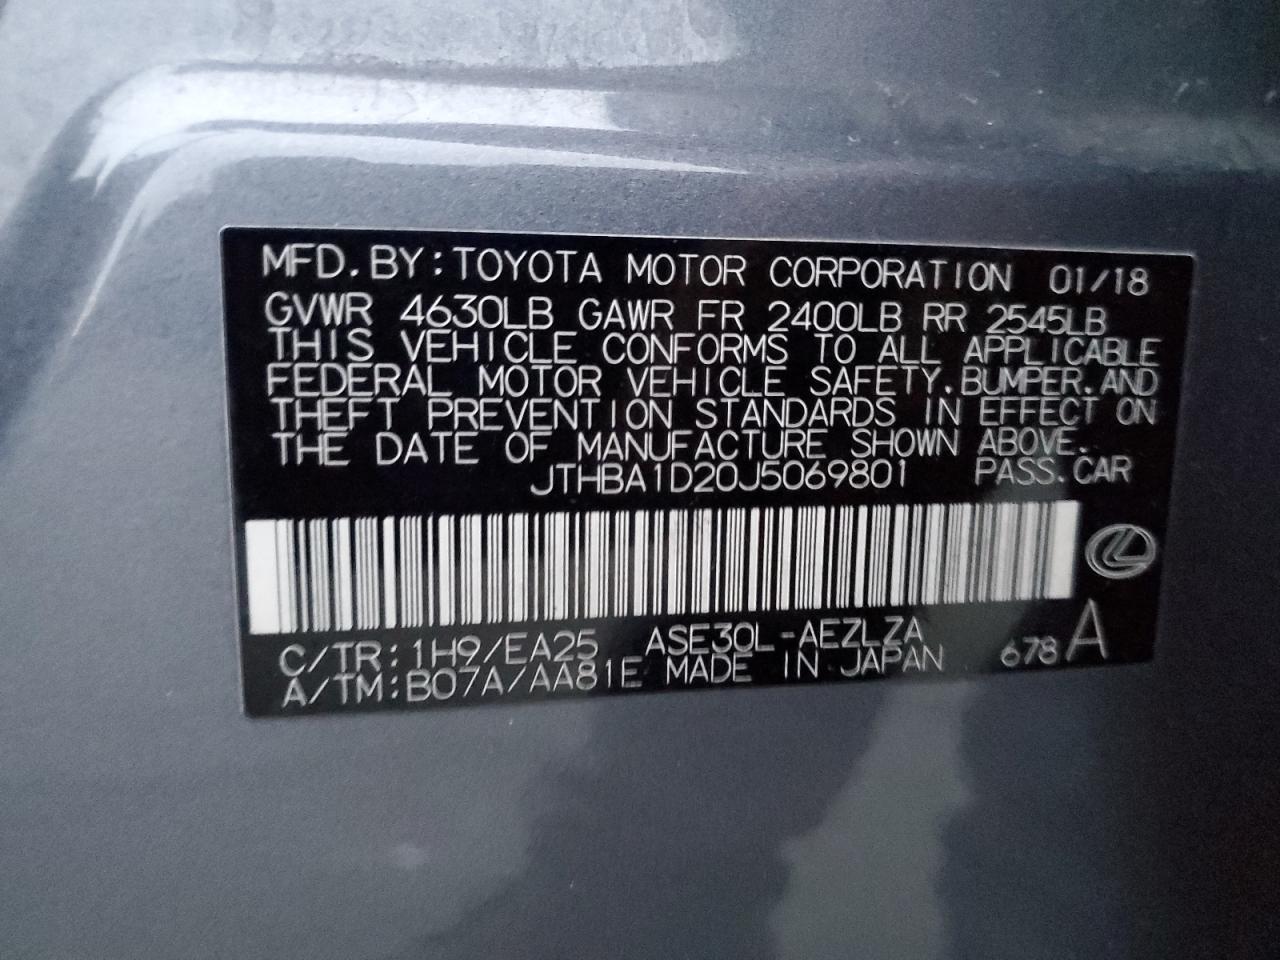 MFD. BY: TOYOTA MOTOR CORPORATION 01/18
GVWR 4630LB GAWR FR 2400LB RR 2545LB
THIS VEHICLE CONFORMS TO ALL APPLICABLE
FEDERAL MOTOR VEHICLE SAFETY. BUMPER. AND
THEFT PREVENTION STANDARDS IN EFFECT ON
THE DATE OF MANUFACTURE SHOWN ABOVE.
JTHBA1D20J5069801 PASS. CAR
C/TR: 1H9/EA25 ASE30L-AEZLZA
A/TM: B07A/AA81E MADE IN JAPAN 678 A